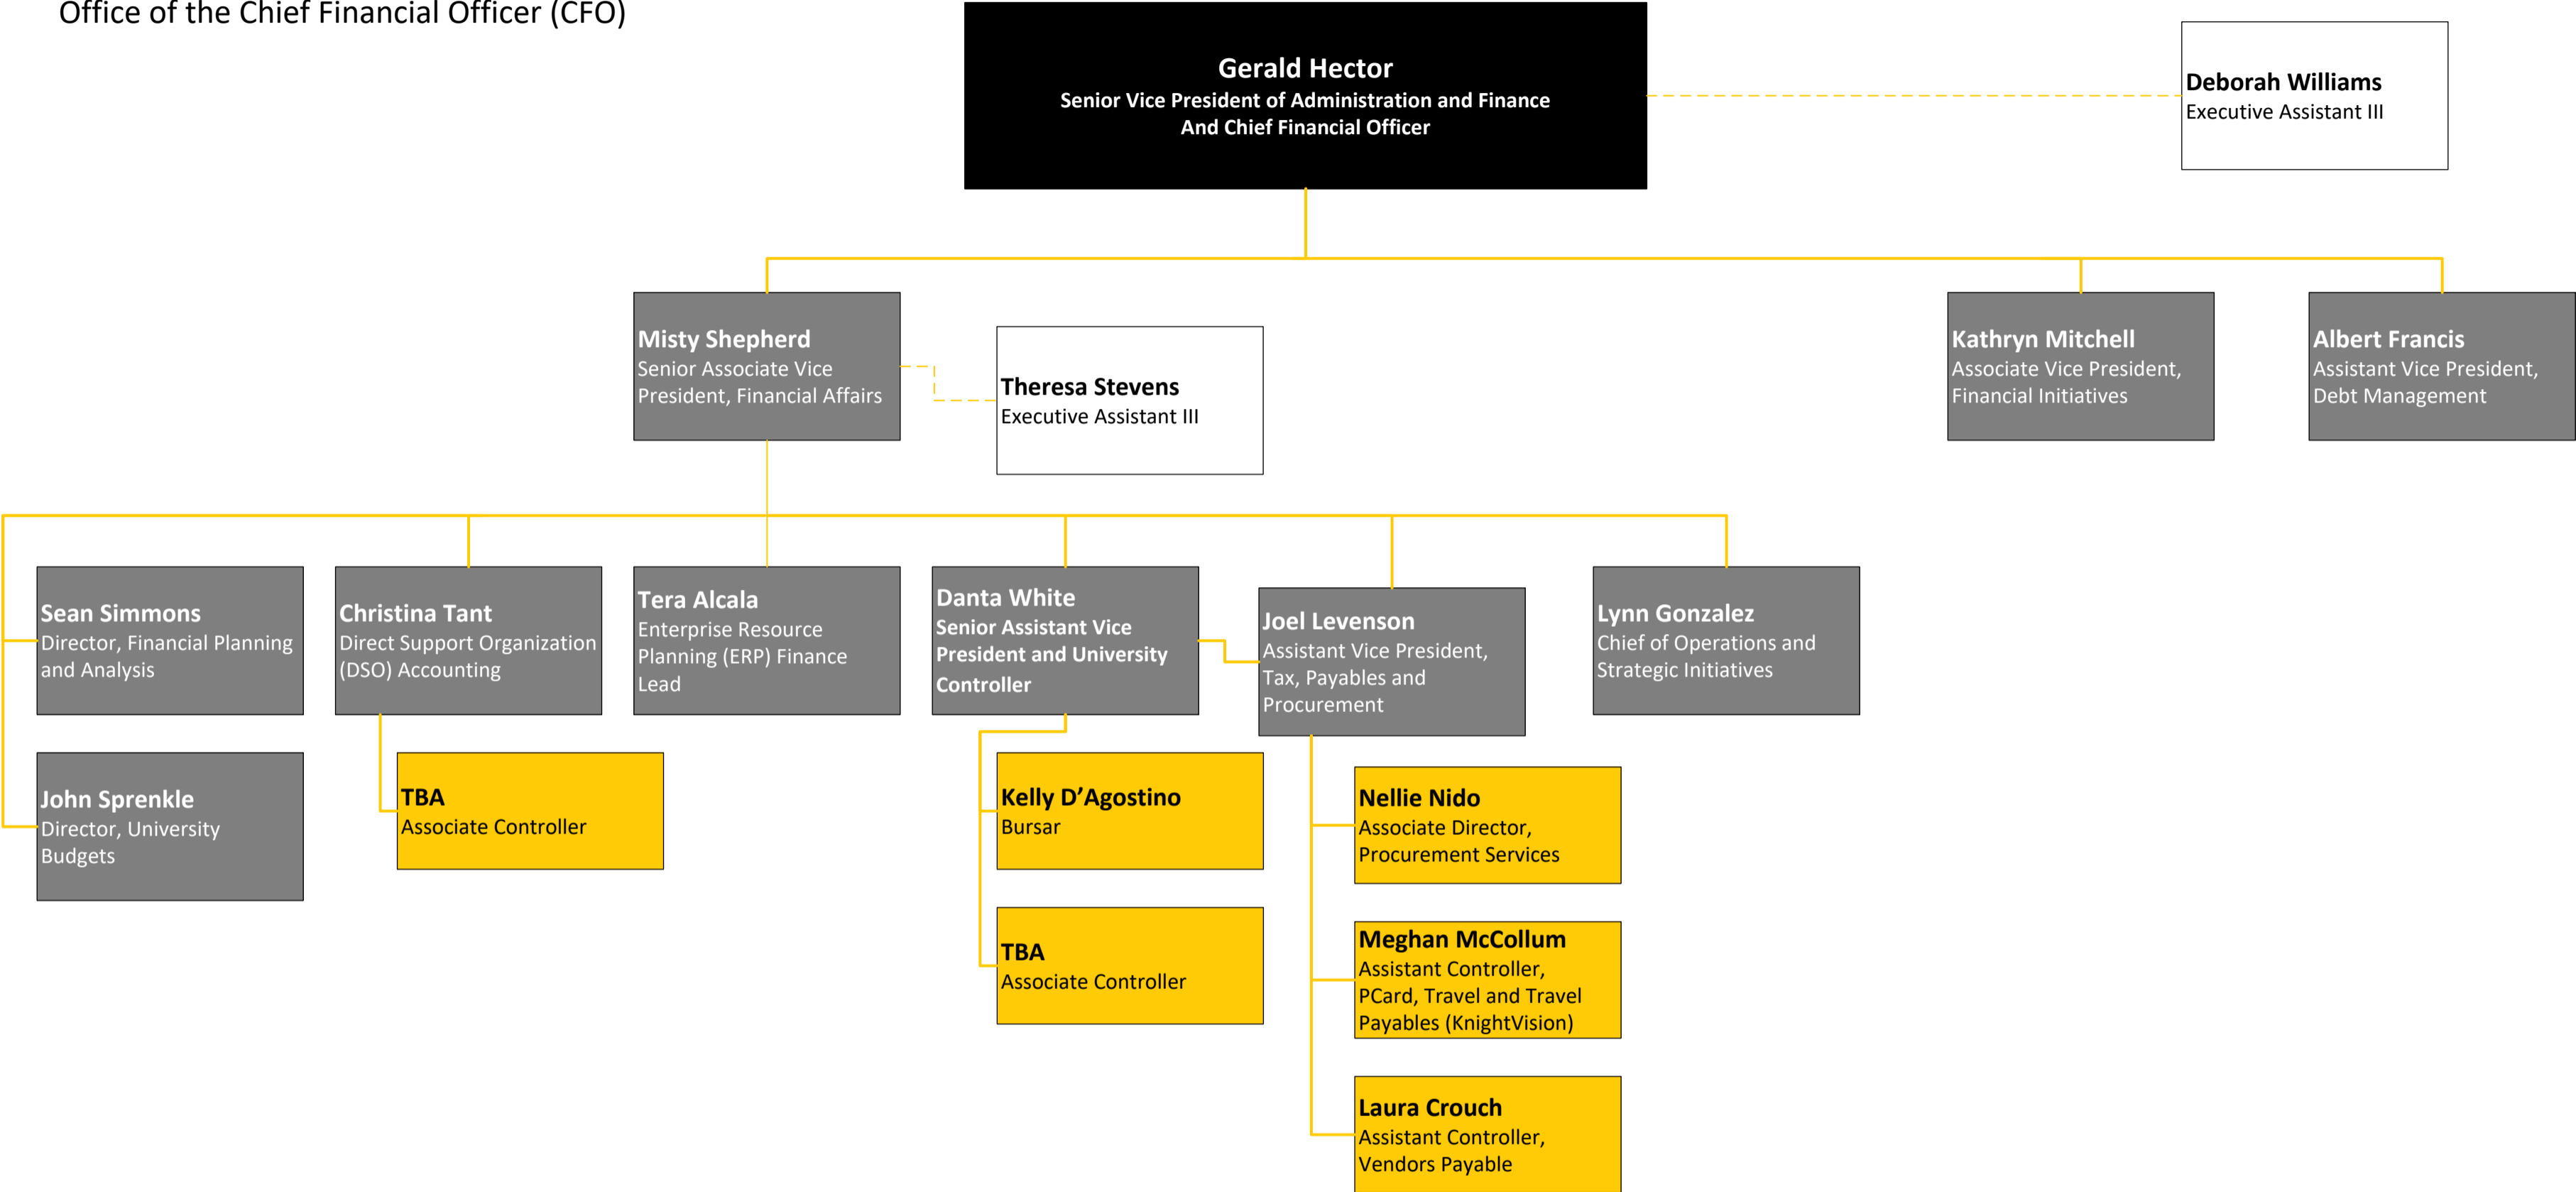 Office of the Chief Financial Officer (CFO)
Gerald Hector
Senior Vice President of Administration and Finance
And Chief Financial Officer
Deborah Williams
Executive Assistant III
Misty Shepherd
Senior Associate Vice
President, Financial Affairs
Theresa Stevens
Executive Assistant III
Kathryn Mitchell
Associate Vice President,
Financial Initiatives
Albert Francis
Assistant Vice President,
Debt Management
Sean Simmons
Director, Financial Planning
and Analysis
Christina Tant
Direct Support Organization
(DSO) Accounting
Tera Alcala
Enterprise Resource
Planning (ERP) Finance
Lead
Danta White
Senior Assistant Vice
President and University
Controller
Joel Levenson
Assistant Vice President,
Tax, Payables and
Procurement
Lynn Gonzalez
Chief of Operations and
Strategic Initiatives
John Sprenkle
Director, University
Budgets
TBA
Associate Controller
Kelly D’Agostino
Bursar
Nellie Nido
Associate Director,
Procurement Services
TBA
Associate Controller
Meghan McCollum
Assistant Controller,
PCard, Travel and Travel
Payables (KnightVision)
Laura Crouch
Assistant Controller,
Vendors Payable